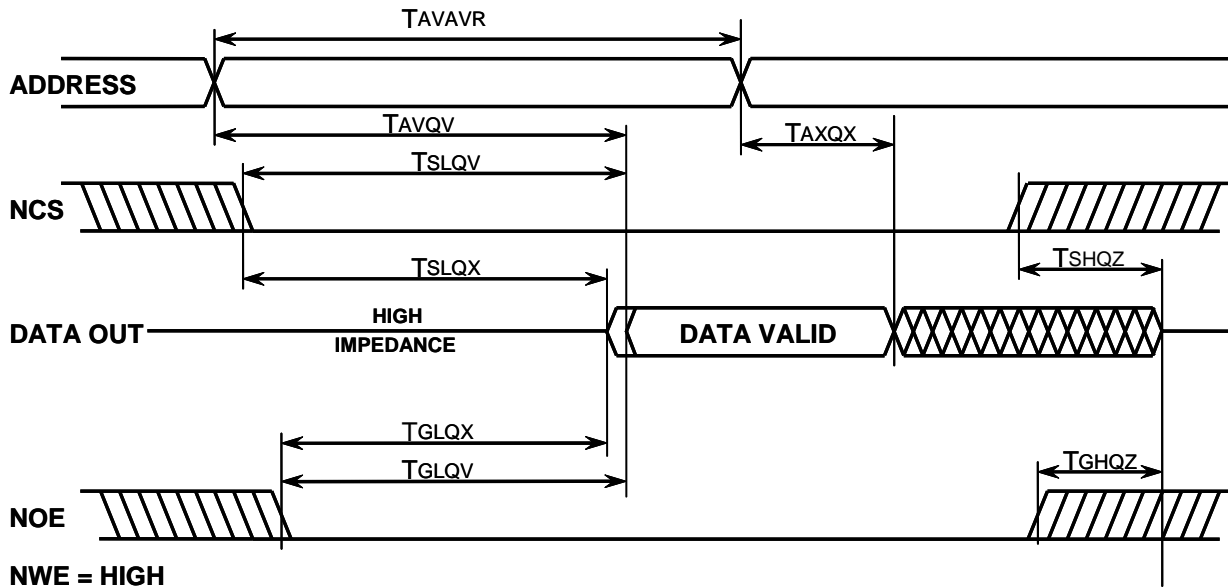 TAVAVR
ADDRESS
TAVQV
TAXQX
TSLQV
NCS
TSLQX
TSHQZ
DATA OUT
HIGH
IMPEDANCE
DATA VALID
TGLQX
TGLQV
TGHQZ
NOE
NWE = HIGH